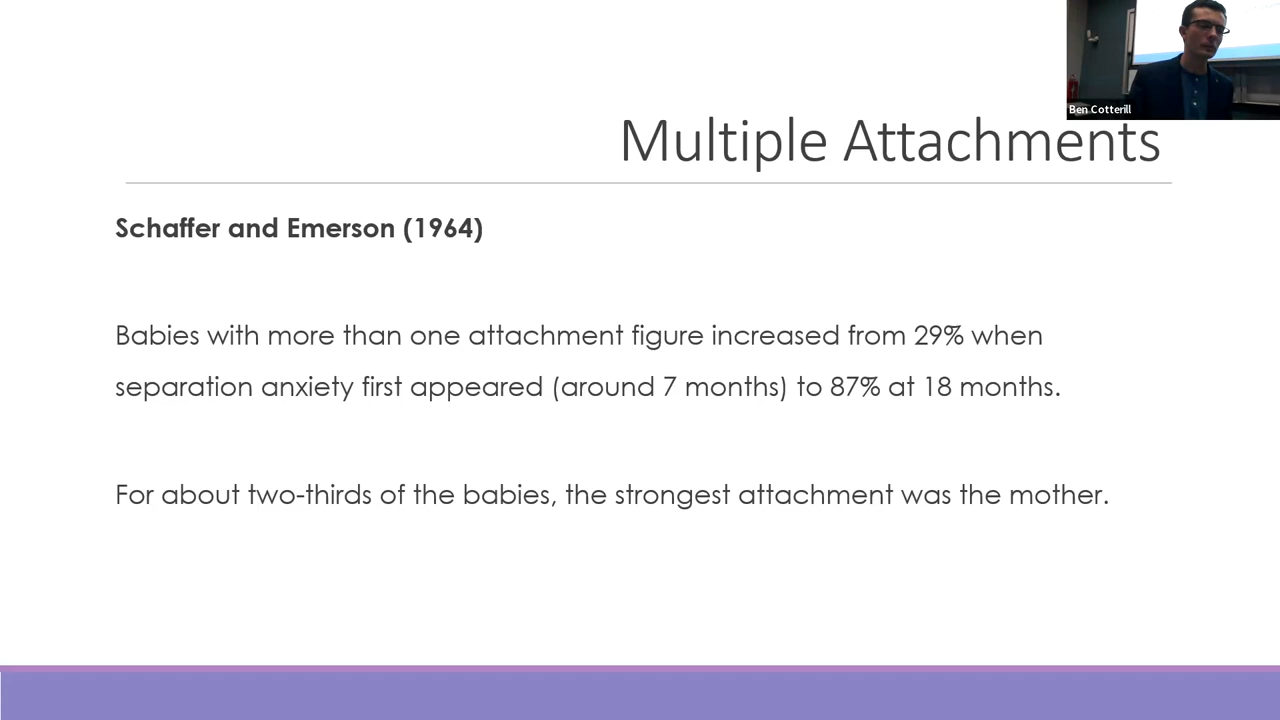 Ben Cotterill
Multiple Attachments
Schaffer and Emerson (1964)
Babies with more than one attachment figure increased from 29% when
separation anxiety first appeared (around 7 months) to 87% at 18 months.
For about two-thirds of the babies, the strongest attachment was the mother.